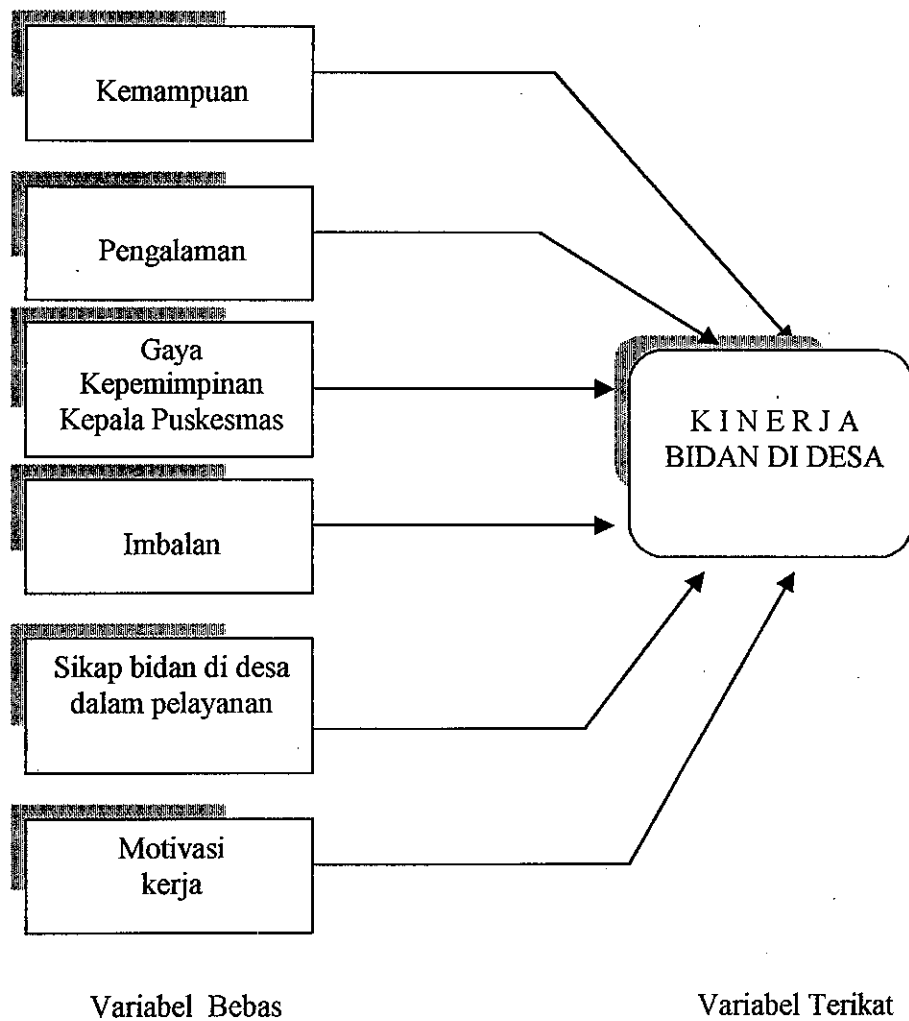 Kemampuan
Pengalaman
Gaya
Kepemimpinan
Kepala Puskesmas
Imbalan
Sikap bidan di desa
dalam pelayanan
Motivasi
kerja
K I N E R J A
BIDAN DI DESA
Variabel Bebas
Variabel Terikat